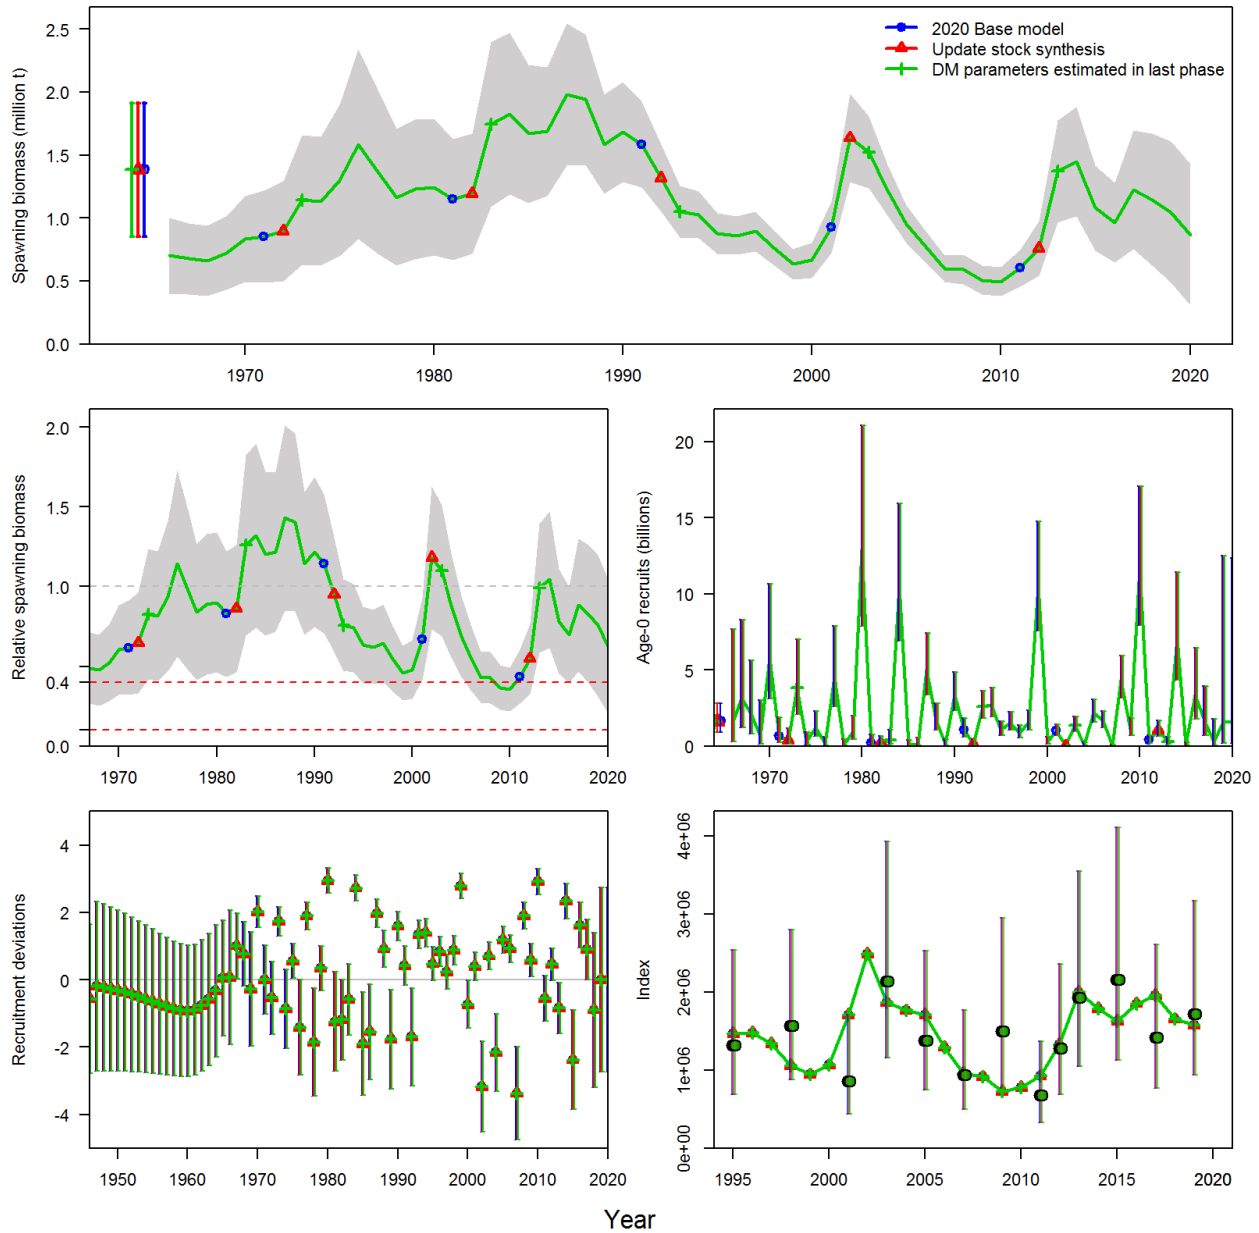 2020 Base model
Update stock synthesis
DM parameters estimated in last phase
Spawning biomass (million t)
2.5
2.0
1.5
1.0
0.5
0.0
1970 1980 1990 2000 2010 2020
Relative spawning biomass
2.0
1.5
1.0
0.4
0.0
1970 1980 1990 2000 2010 2020
Age-0 recruits (billions)
20
15
10
5
0
1970 1980 1990 2000 2010 2020
Recruitment deviations
4
2
0
-2
-4
1950 1960 1970 1980 1990 2000 2010 2020
Index
4e+06
3e+06
2e+06
1e+06
0e+00
1995 2000 2005 2010 2015 2020
Year